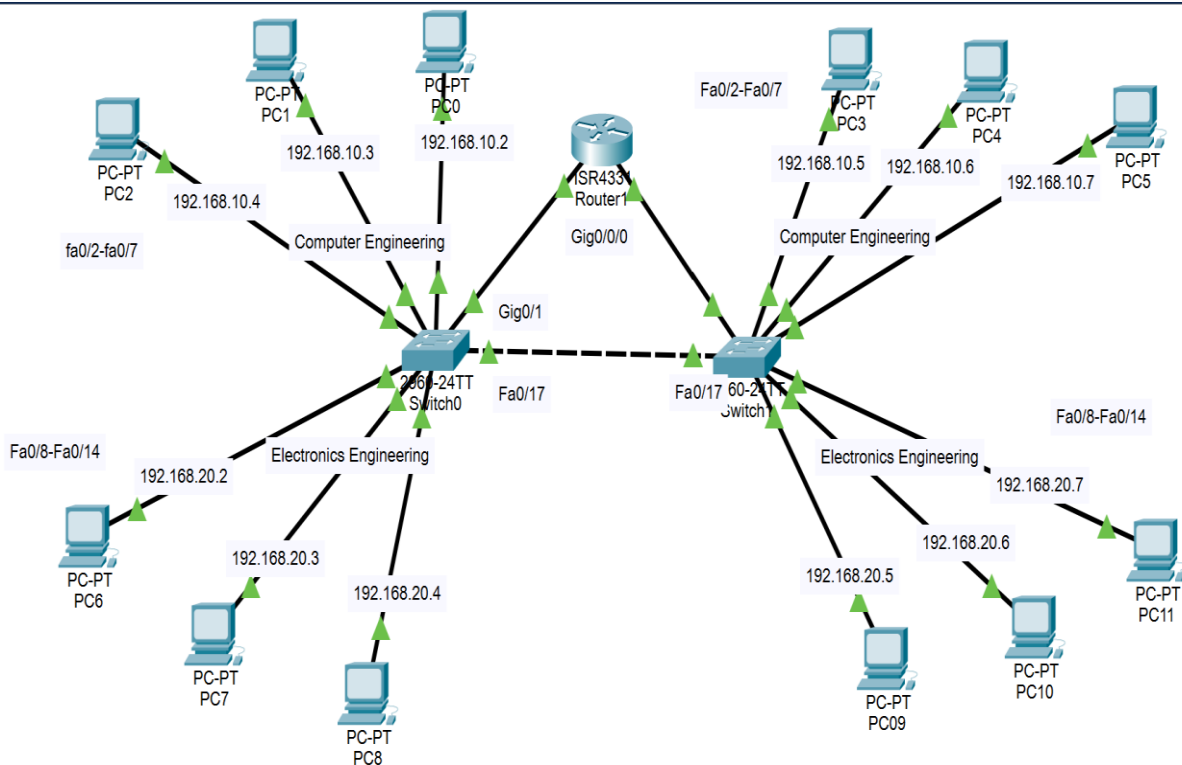 PC-PT
PC0
PC-PT
PC1
PC-PT
PC2
192.168.10.2
192.168.10.3
192.168.10.4
fa0/2-fa0/7
Computer Engineering
ISR4331
Router1
Gig0/0/0
Gig0/1
Fa0/2-Fa0/7
PC-PT
PC3
PC-PT
PC4
PC-PT
PC5
192.168.10.5
192.168.10.6
192.168.10.7
Computer Engineering
2960-24TT
Switch0
Fa0/17
Fa0/17
60-24TT
Switch1
Fa0/8-Fa0/14
Electronics Engineering
192.168.20.2
192.168.20.3
192.168.20.4
PC-PT
PC6
PC-PT
PC7
PC-PT
PC8
Fa0/8-Fa0/14
Electronics Engineering
192.168.20.7
192.168.20.6
192.168.20.5
PC-PT
PC11
PC-PT
PC10
PC-PT
PC09